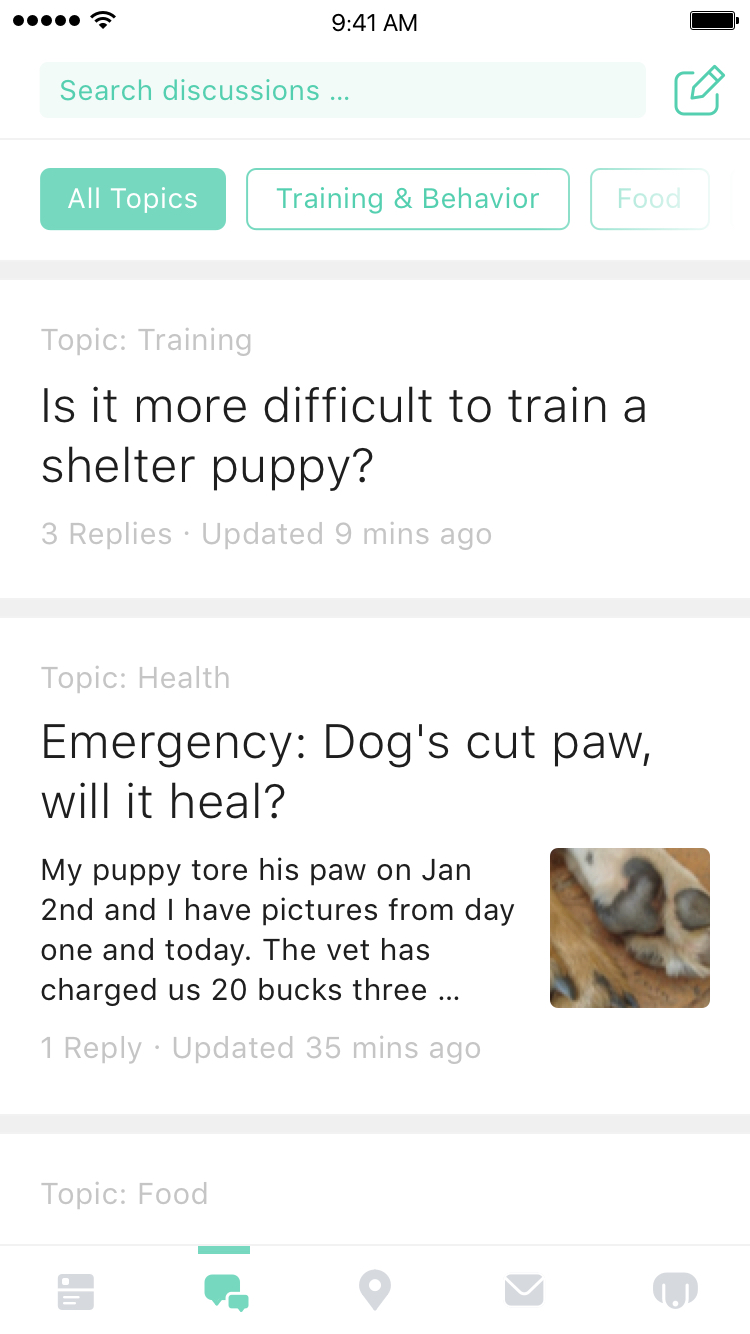 9:41 AM
Search discussions ...
All Topics
Training & Behavior
Food
Topic: Training
Is it more difficult to train a
shelter puppy?
3 Replies · Updated 9 mins ago
Topic: Health
Emergency: Dog's cut paw,
will it heal?
My puppy tore his paw on Jan
2nd and I have pictures from day
one and today. The vet has
charged us 20 bucks three ...
1 Reply · Updated 35 mins ago
Topic: Food